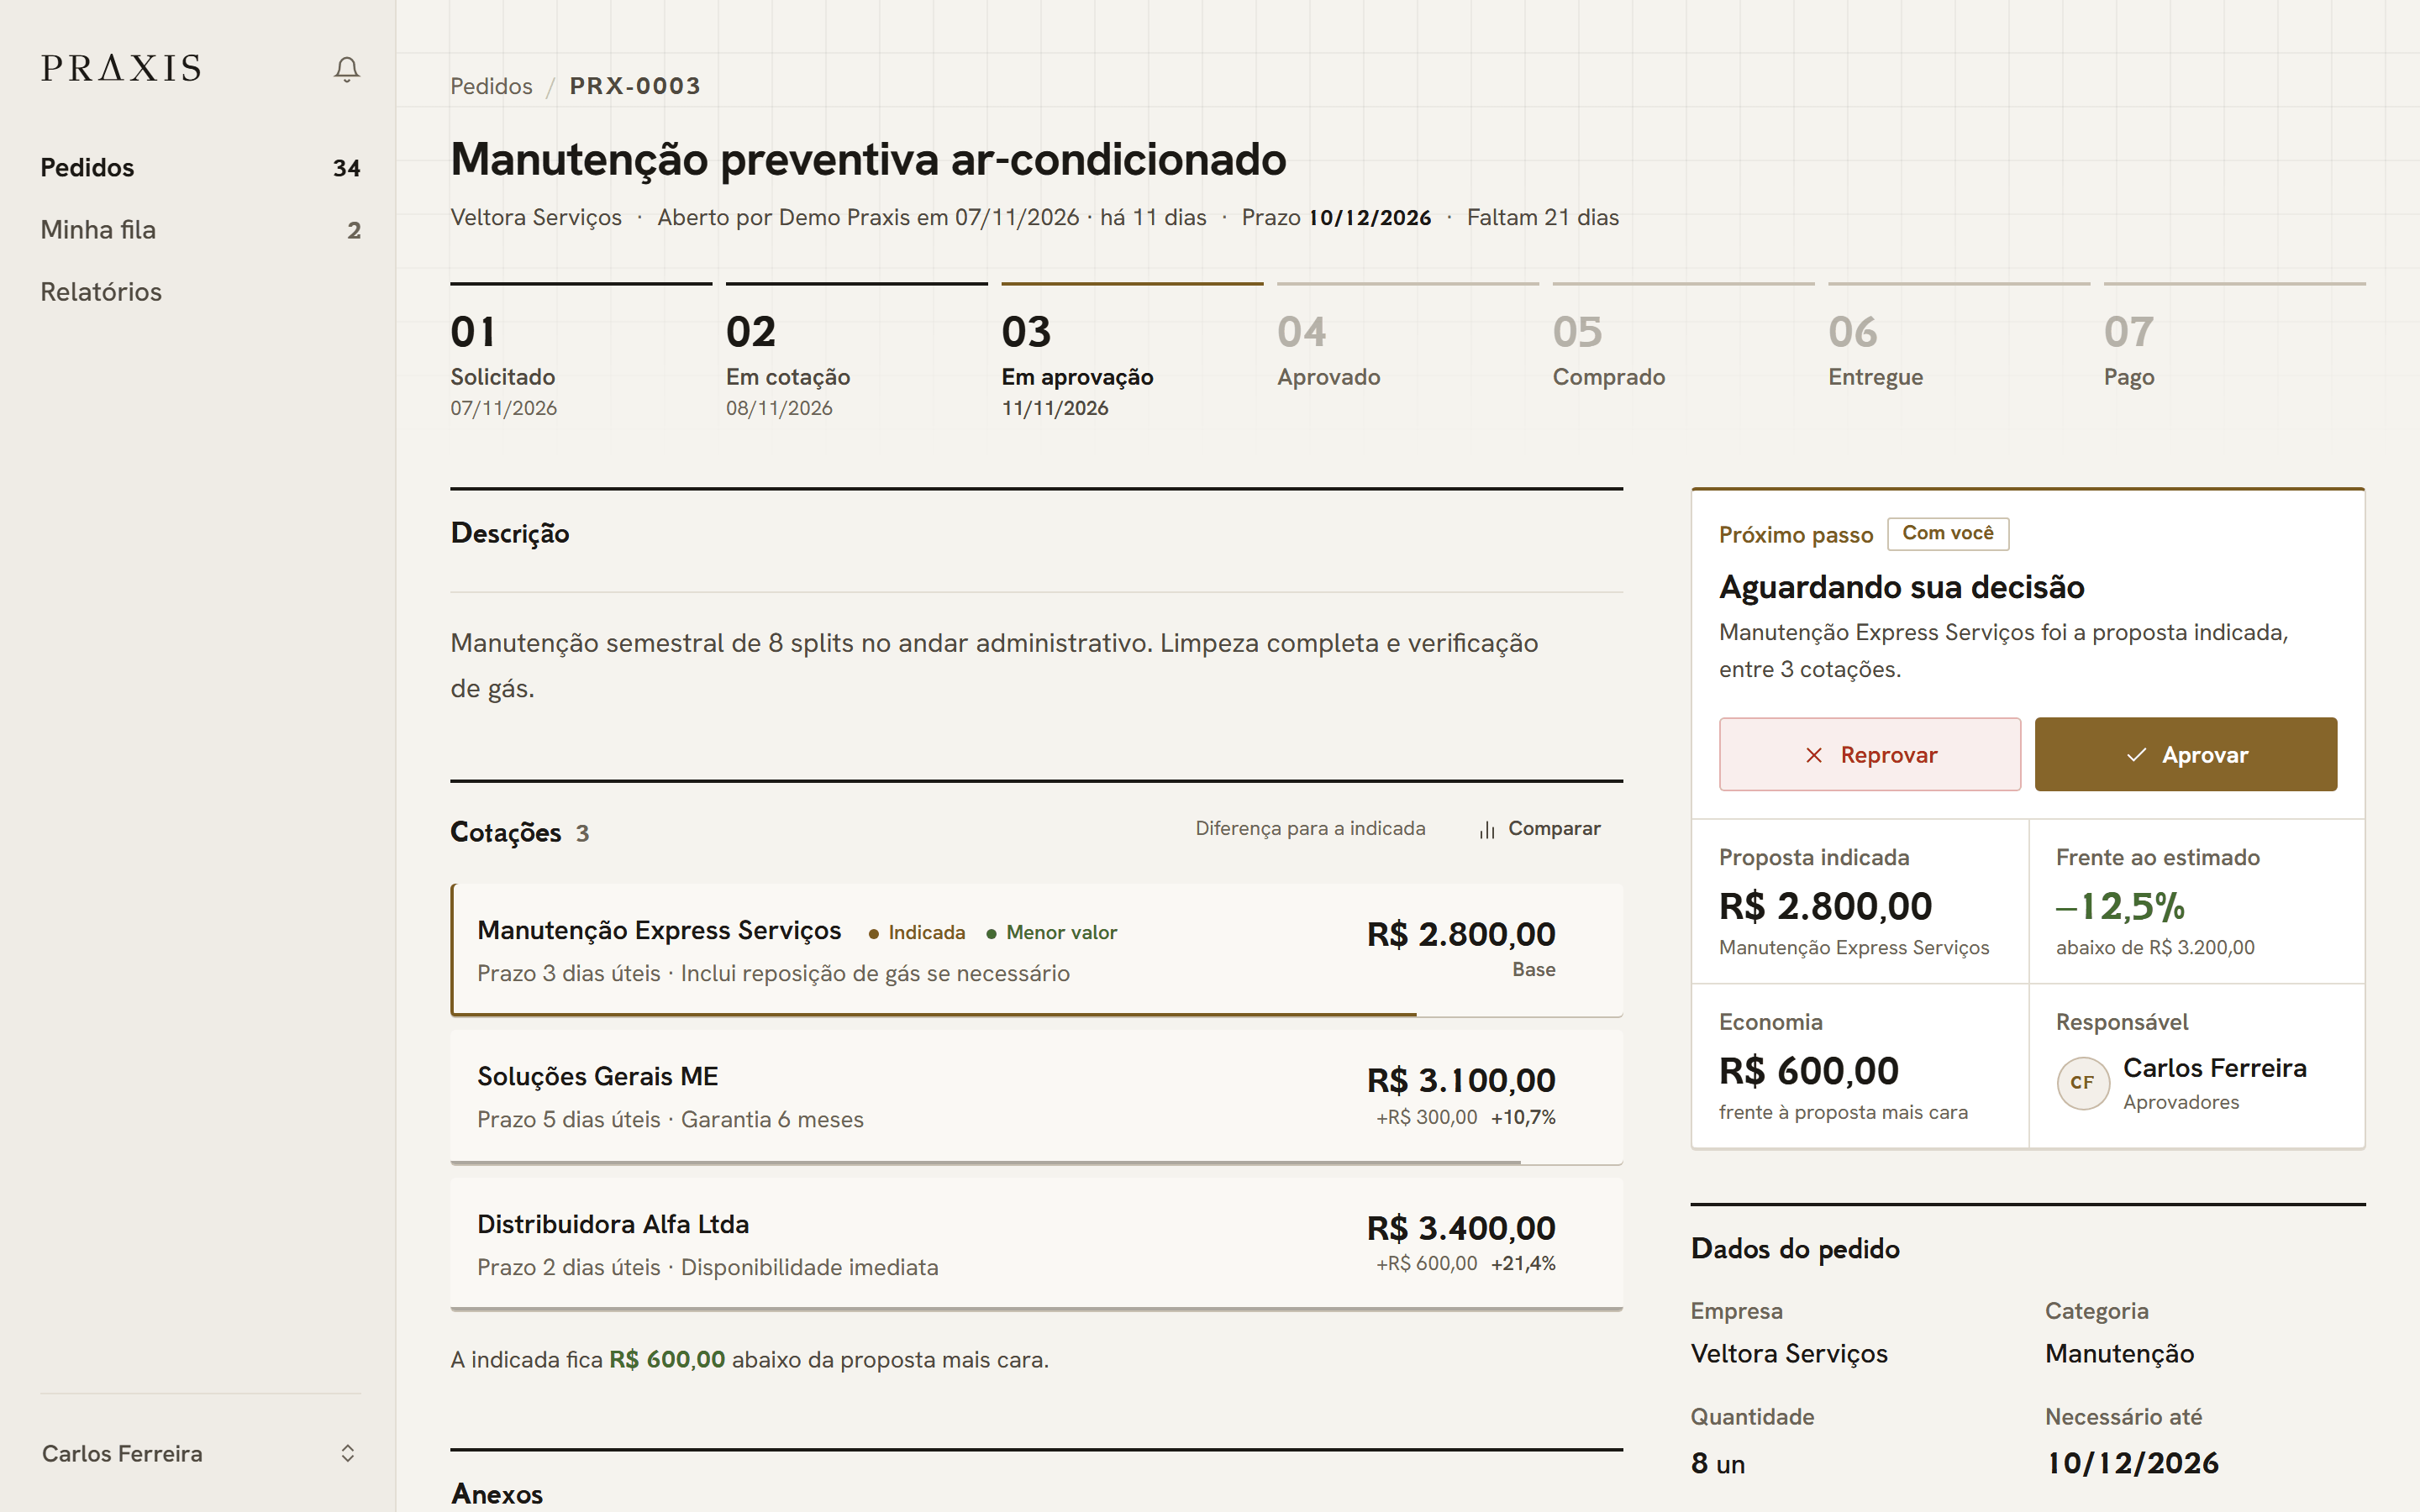 PRΛXIS
Pedidos 34
Minha fila 2
Relatórios
Carlos Ferreira
Pedidos / PRX-0003
Manutenção preventiva ar-condicionado
Veltora Serviços · Aberto por Demo Praxis em 07/11/2026 · há 11 dias · Prazo 10/12/2026 · Faltam 21 dias
01
Solicitado
07/11/2026
02
Em cotação
08/11/2026
03
Em aprovação
11/11/2026
04
Aprovado
05
Comprado
06
Entregue
07
Pago
Descrição
Manutenção semestral de 8 splits no andar administrativo. Limpeza completa e verificação
de gás.
Cotações 3
Diferença para a indicada
Comparar
Manutenção Express Serviços
Indicada
Menor valor
R$ 2.800,00
Prazo 3 dias úteis · Inclui reposição de gás se necessário
Base
Soluções Gerais ME
R$ 3.100,00
Prazo 5 dias úteis · Garantia 6 meses
+R$ 300,00 +10,7%
Distribuidora Alfa Ltda
R$ 3.400,00
Prazo 2 dias úteis · Disponibilidade imediata
+R$ 600,00 +21,4%
A indicada fica R$ 600,00 abaixo da proposta mais cara.
Anexos
Próximo passo
Com você
Aguardando sua decisão
Manutenção Express Serviços foi a proposta indicada,
entre 3 cotações.
Reprovar
Aprovar
Proposta indicada
R$ 2.800,00
Manutenção Express Serviços
Frente ao estimado
–12,5%
abaixo de R$ 3.200,00
Economia
R$ 600,00
frente à proposta mais cara
Responsável
CF
Carlos Ferreira
Aprovadores
Dados do pedido
Empresa
Veltora Serviços
Categoria
Manutenção
Quantidade
8 un
Necessário até
10/12/2026